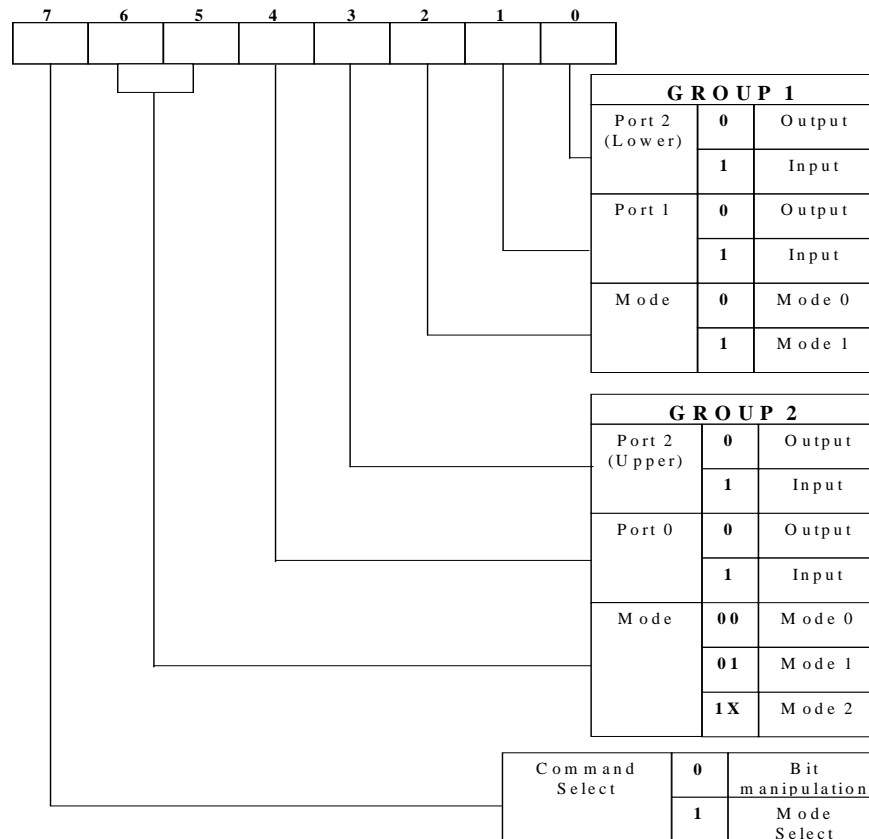 7 6 5 4 3 2 1 0
GROUP 1
Port 2 0 Output
(Lower)
1 Input
Port 1 0 Output
1 Input
Mode 0 Mode 0
1 Mode 1
GROUP 2
Port 2 0 Output
(Upper)
1 Input
Port 0 0 Output
1 Input
Mode 00 Mode 0
01 Mode 1
1X Mode 2
Command 0 Bit
Select manipulation
1 Mode
Select